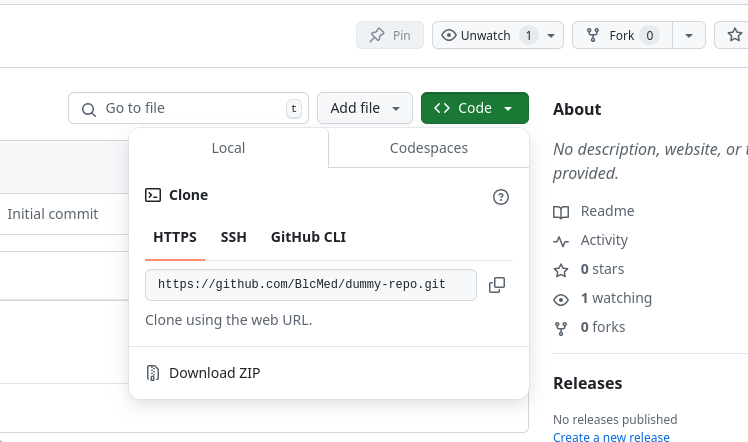 Pin
Unwatch 1
Fork 0
Go to file t
Add file
<> Code
About
Local
Codespaces
No description, website, or
provided.
Clone
Initial commit
Readme
HTTPS
SSH
GitHub CLI
Activity
0 stars
https://github.com/BlcMed/dummy-repo.git
1 watching
Clone using the web URL.
0 forks
Download ZIP
Releases
No releases published
Create a new release